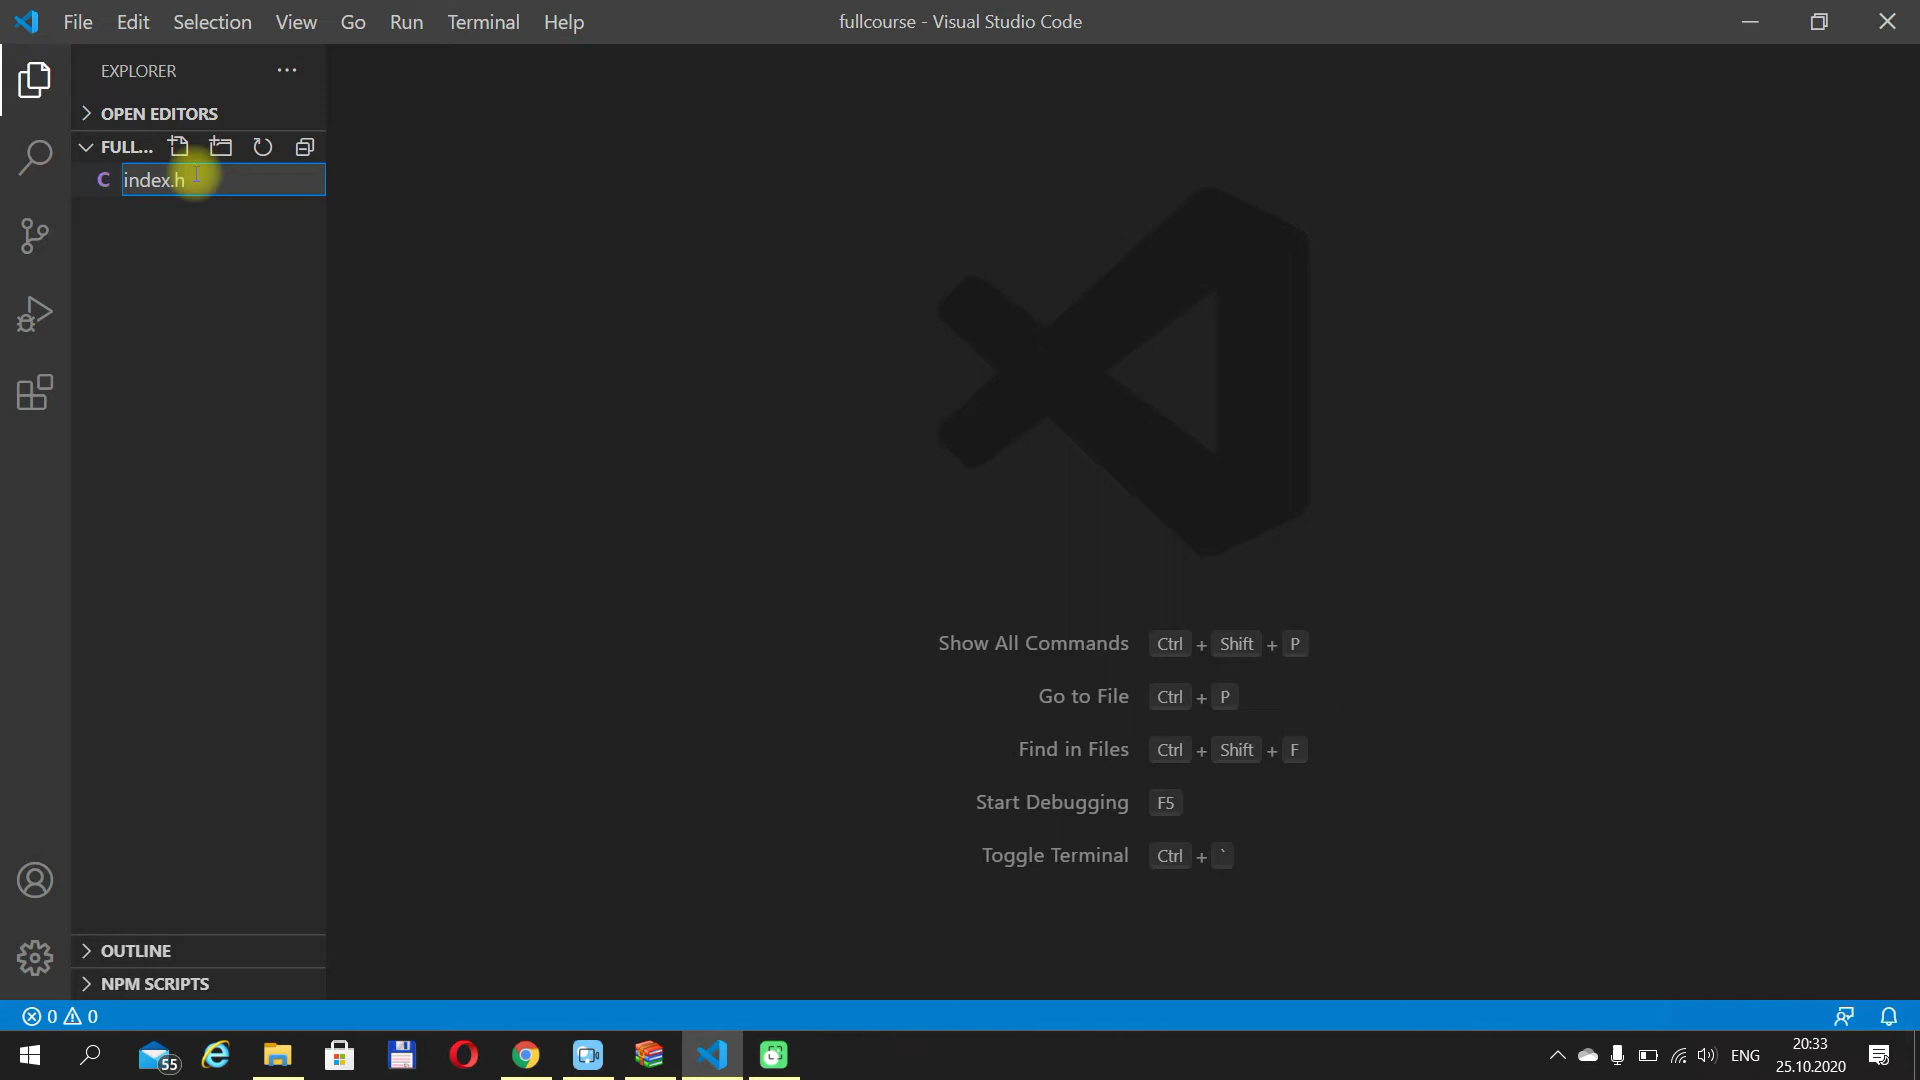 File Edit Selection View Go Run Terminal Help
fullcourse - Visual Studio Code
EXPLORER
OPEN EDITORS
FULL...
C index.h
Show All Commands Ctrl + Shift + P
Go to File Ctrl + P
Find in Files Ctrl + Shift + F
Start Debugging F5
Toggle Terminal Ctrl + `
OUTLINE
NPM SCRIPTS
0 0
55
ENG
20:33
25.10.2020